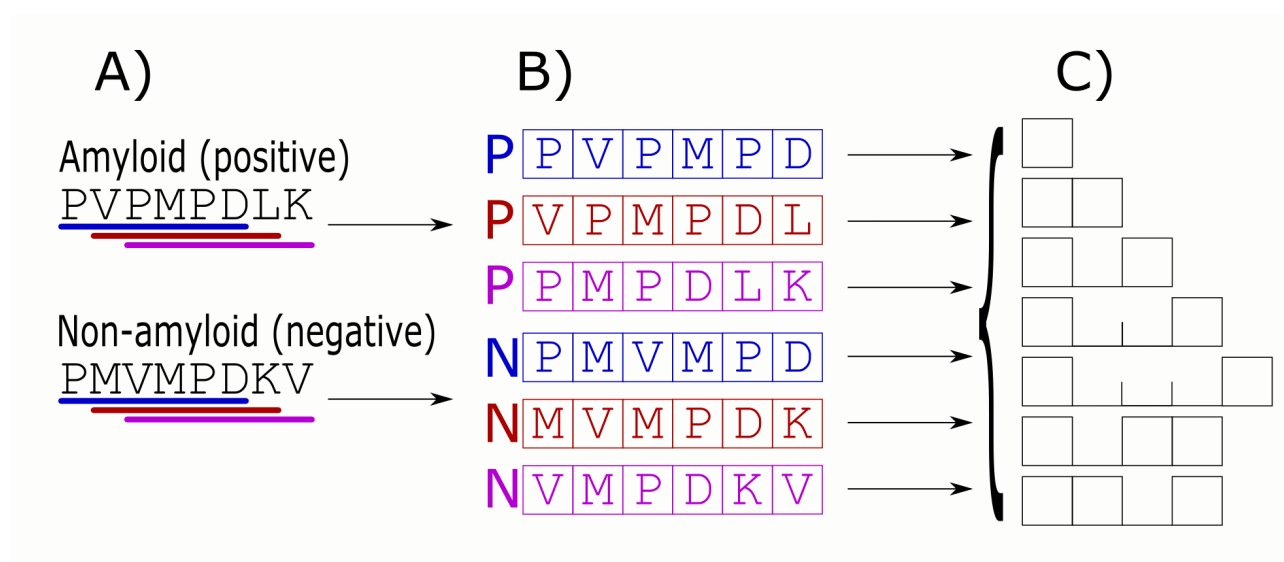 A)
B)
C)
Amyloid (positive)
PVPMPDLK
Non-amyloid (negative)
PMVMPDKV
P P V P M P D
P V P M P D L
P P M P D L K
N P M V M P D
N M V M P D K
N V M P D K V